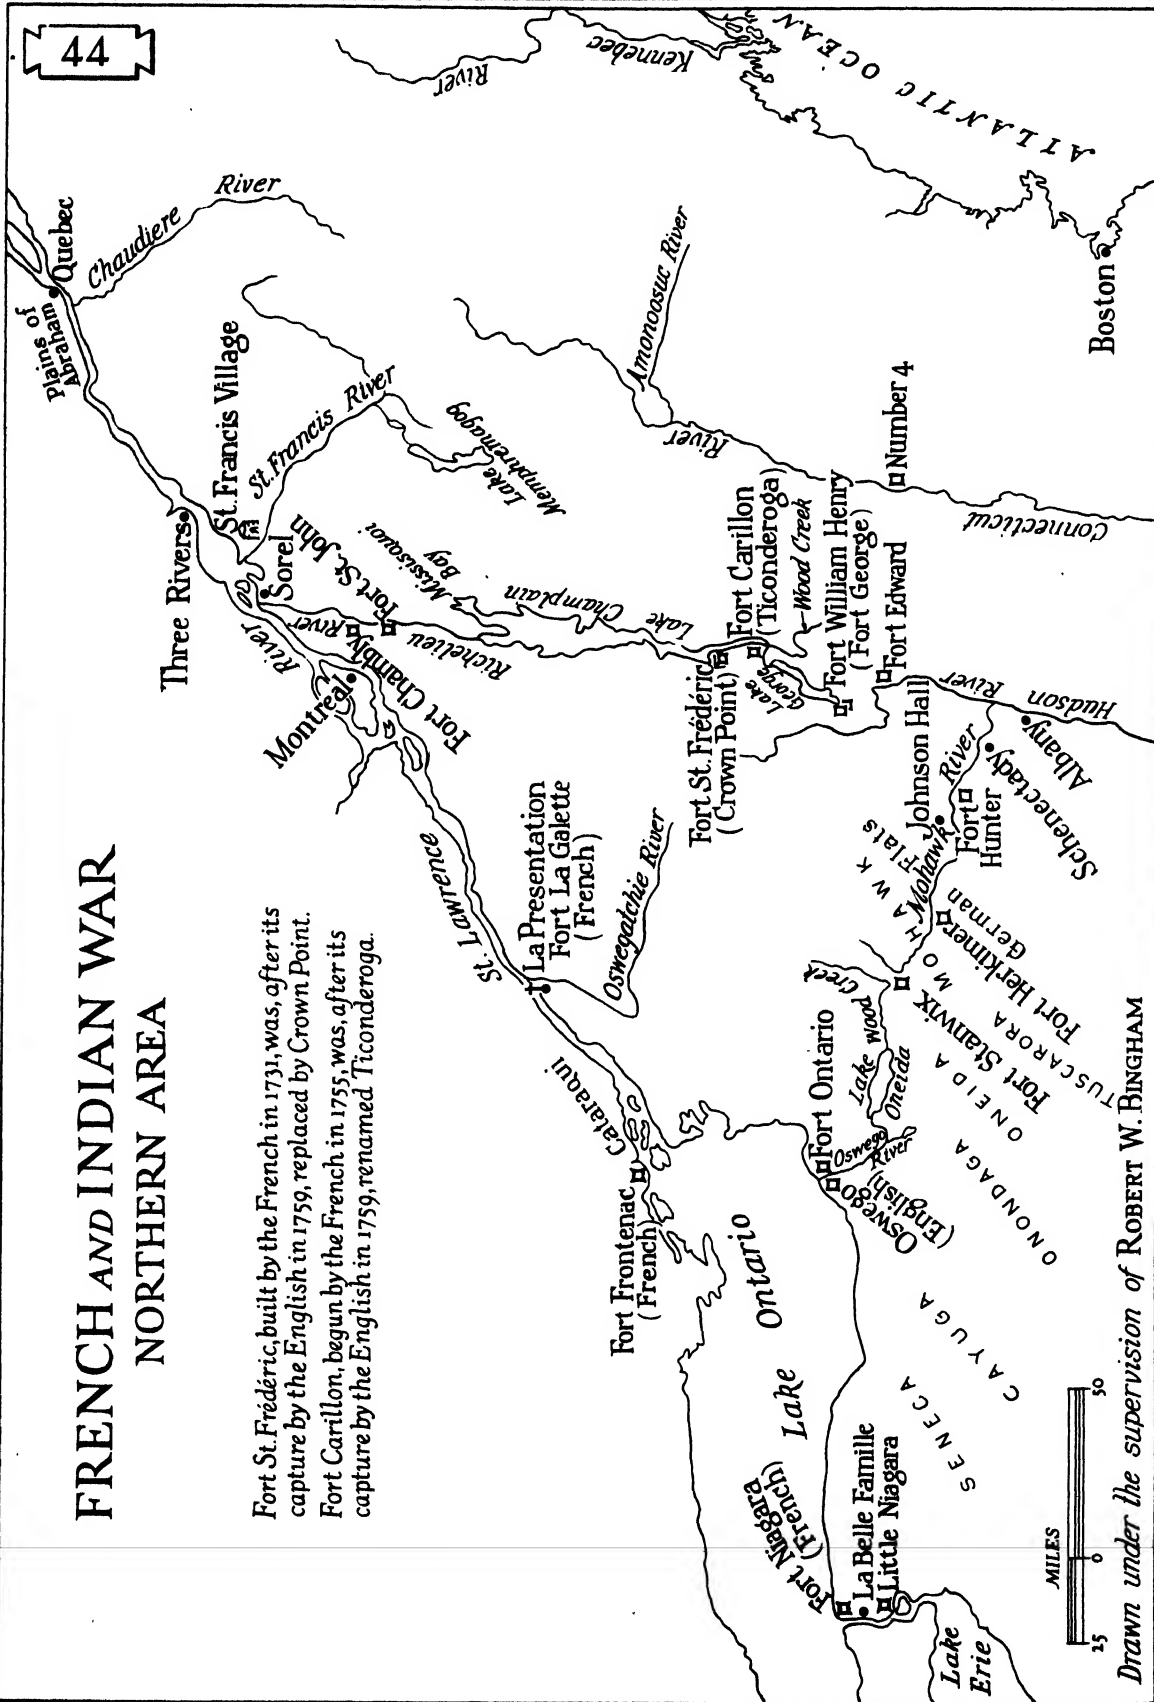 44
FRENCH AND INDIAN WAR
NORTHERN AREA
Fort St. Frédéric, built by the French in 1731, was, after its
capture by the English in 1759, replaced by Crown Point.
Fort Carillon, begun by the French in 1755, was, after its
capture by the English in 1759, renamed Ticonderoga.
Plains of
Abraham
Quebec
Chaudiere River
Kennebec River
ATLANTIC OCEAN
Three Rivers
St. Francis Village
St. Francis River
Lake
Memphremagog
Sorel
Montreal
Fort Chambly
Fort St. John
Richelieu River
Missisquoi
Bay
Lake Champlain
St. Lawrence River
La Presentation
Fort La Galette
(French)
Oswegatchie River
Cataraqui
Fort Frontenac
(French)
Amonoosuc River
Connecticut River
Number 4
Boston
Fort St. Frédéric
(Crown Point)
Fort Carillon
(Ticonderoga)
Wood Creek
Lake
George
Fort William Henry
(Fort George)
Fort Edward
Hudson River
Albany
Schenectady
Johnson Hall
Fort
Hunter
Mohawk River
MOHAWK
German Flats
Fort Herkimer
Fort Stanwix
Wood Creek
Lake
Oneida
Oswego
River
Fort Ontario
Oswego
(English)
TUSCARORA
ONEIDA
ONONDAGA
CAYUGA
SENECA
Lake Ontario
Fort Niagara
(French)
La Belle Famille
Little Niagara
Lake
Erie
MILES
25 0 50
Drawn under the supervision of ROBERT W. BINGHAM